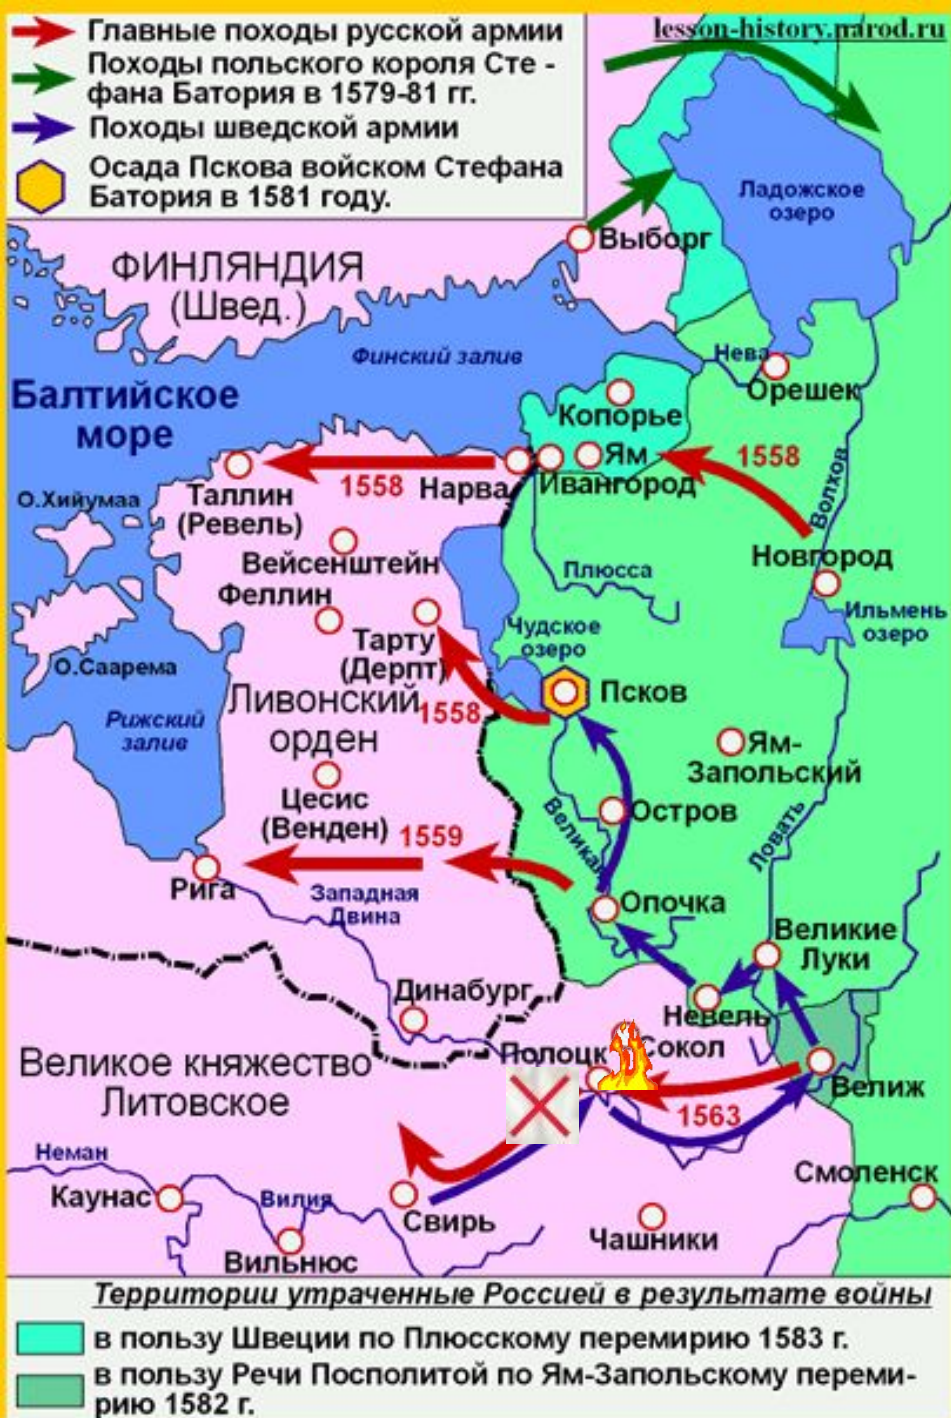 lesson-history.narod.ru
Главные походы русской армии
Походы польского короля Сте -
фана Батория в 1579-81 гг.
Походы шведской армии
Осада Пскова войском Стефана
Батория в 1581 году.
Ладожское
озеро
Выборг
ФИНЛЯНДИЯ
(Швед.)
Финский залив
Нева
Орешек
Балтийское
море
Копорье
Ям
1558
Волхов
Таллин
(Ревель)
1558
Нарва
Ивангород
О.Хийумаа
Вейсенштейн
Новгород
Феллин
Плюсса
Ильмень
озеро
Тарту
(Дерпт)
Чудское
озеро
О.Саарема
Ливонский
орден
1558
Псков
Рижский
залив
Ям-
Запольский
Цесис
(Венден)
1559
Остров
Великая
Ловать
Рига
Западная
Двина
Опочка
Великие
Луки
Динабург
Невель
Полоцк
Сокол
Великое княжество
Литовское
Велиж
1563
Неман
Каунас
Вилия
Свирь
Смоленск
Вильнюс
Чашники
Территории утраченные Россией в результате войны
в пользу Швеции по Плюсскому перемирию 1583 г.
в пользу Речи Посполитой по Ям-Запольскому переми-
рию 1582 г.